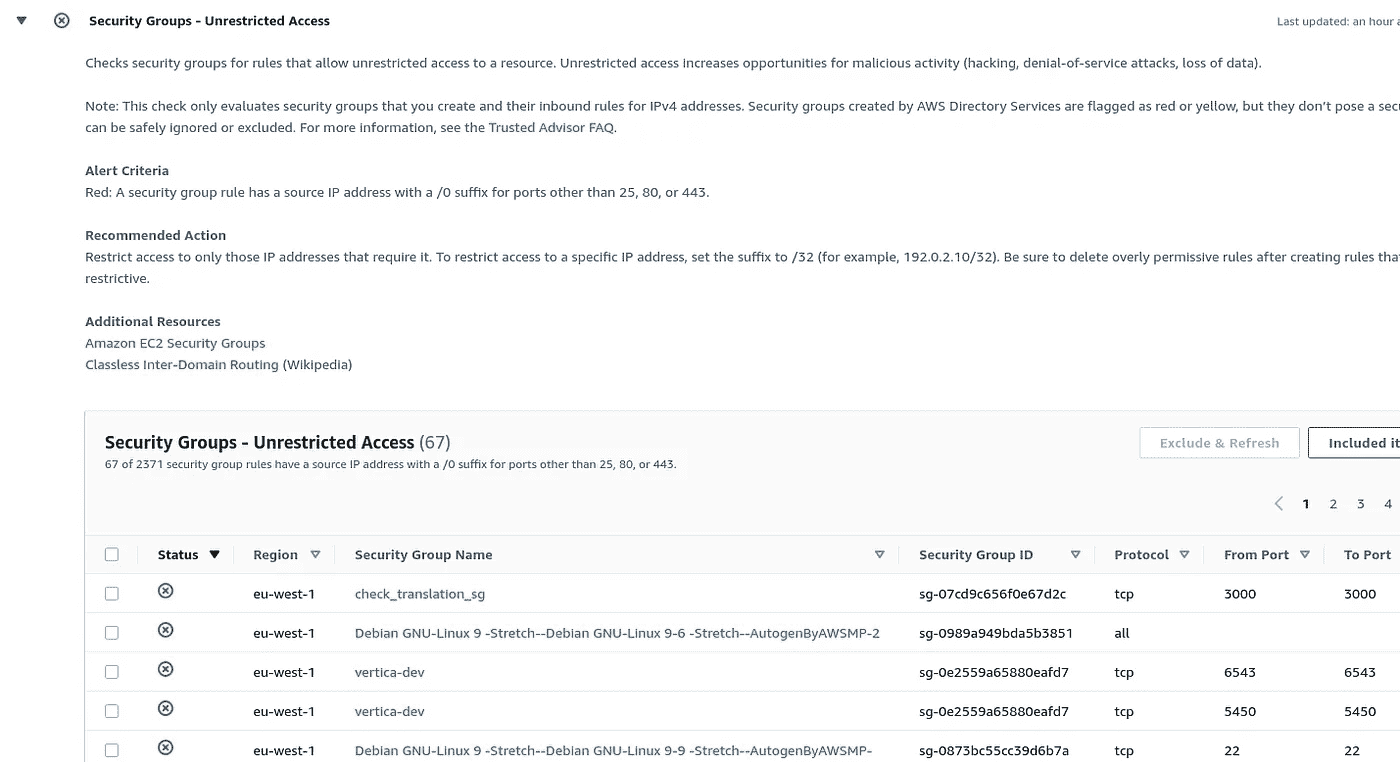 Security Groups - Unrestricted Access
Last updated: an hour a
Checks security groups for rules that allow unrestricted access to a resource. Unrestricted access increases opportunities for malicious activity (hacking, denial-of-service attacks, loss of data).
Note: This check only evaluates security groups that you create and their inbound rules for IPv4 addresses. Security groups created by AWS Directory Services are flagged as red or yellow, but they don't pose a secu
can be safely ignored or excluded. For more information, see the Trusted Advisor FAQ.
Alert Criteria
Red: A security group rule has a source IP address with a /0 suffix for ports other than 25, 80, or 443.
Recommended Action
Restrict access to only those IP addresses that require it. To restrict access to a specific IP address, set the suffix to /32 (for example, 192.0.2.10/32). Be sure to delete overly permissive rules after creating rules that
restrictive.
Additional Resources
Amazon EC2 Security Groups
Classless Inter-Domain Routing (Wikipedia)
Security Groups - Unrestricted Access (67)
Exclude & Refresh
Included it
67 of 2371 security group rules have a source IP address with a /0 suffix for ports other than 25, 80, or 443.
1 2 3 4
Status Region Security Group Name Security Group ID Protocol From Port To Port
eu-west-1 check_translation_sg sg-07cd9c656f0e67d2c tcp 3000 3000
eu-west-1 Debian GNU-Linux 9 -Stretch--Debian GNU-Linux 9-6 -Stretch--AutogenByAWSMP-2 sg-0989a949bda5b3851 all
eu-west-1 vertica-dev sg-0e2559a65880eafd7 tcp 6543 6543
eu-west-1 vertica-dev sg-0e2559a65880eafd7 tcp 5450 5450
eu-west-1 Debian GNU-Linux 9 -Stretch--Debian GNU-Linux 9-9 -Stretch--AutogenByAWSMP- sg-0873bc55cc39d6b7a tcp 22 22